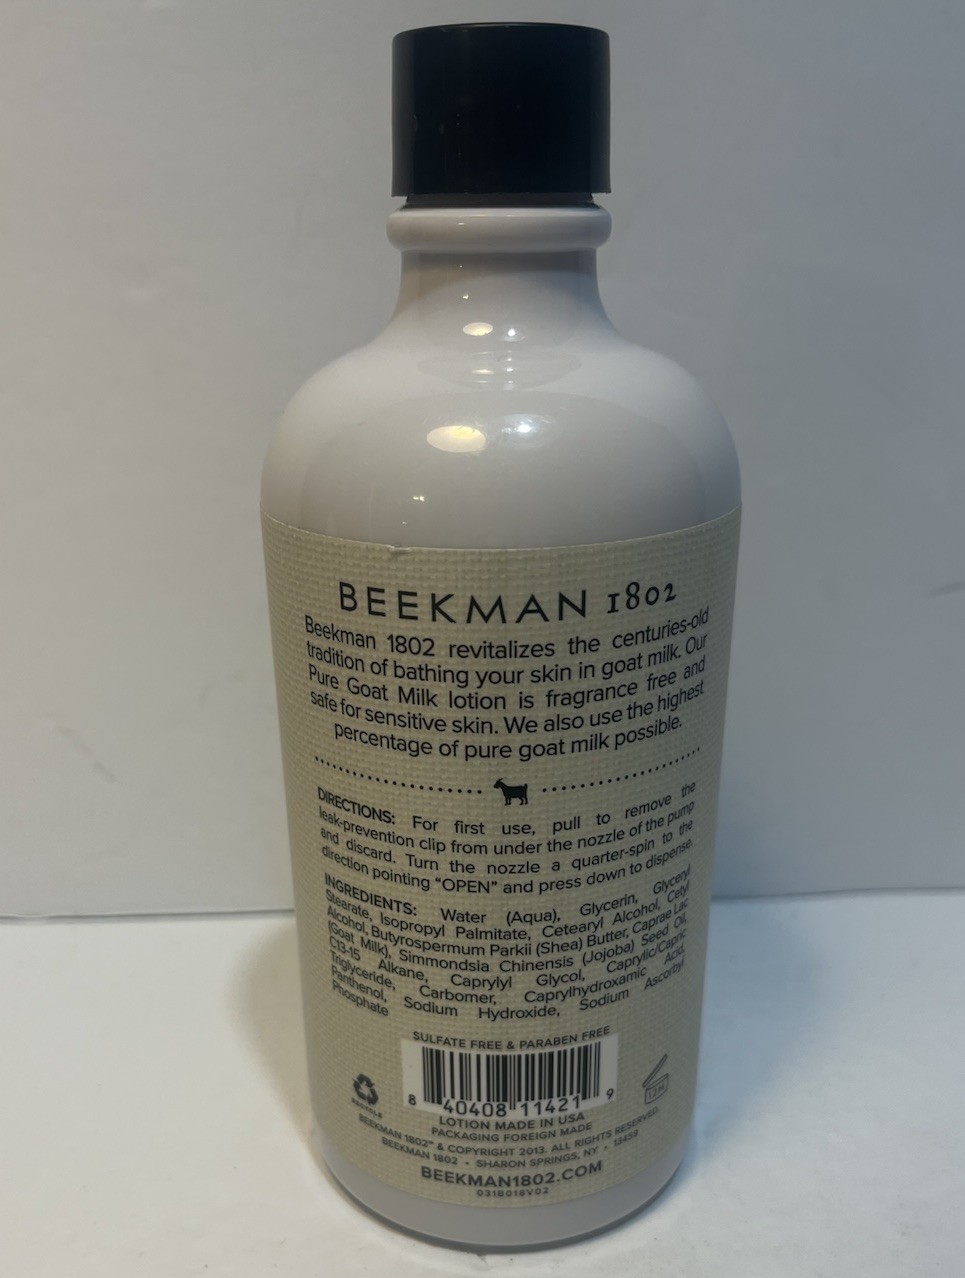 BEEKMAN 1802
Beekman 1802 revitalizes the centuries-old
tradition of bathing your skin in goat milk. Our
Pure Goat Milk lotion is fragrance free and
safe for sensitive skin. We also use the highest
percentage of pure goat milk possible.
DIRECTIONS: For first use, pull to remove the
leak-prevention clip from under the nozzle of the pump
and discard. Turn the nozzle a quarter-spin to the
direction pointing “OPEN” and press down to dispense.
INGREDIENTS: Water (Aqua), Glycerin, Glyceryl
Stearate, Isopropyl Palmitate, Cetearyl Alcohol, Cetyl
Alcohol, Butyrospermum Parkii (Shea) Butter, Caprae Lac
(Goat Milk), Simmondsia Chinensis (Jojoba) Seed Oil,
C13-15 Alkane, Caprylyl Glycol, Caprylic/Capric
Triglyceride, Carbomer, Caprylhydroxamic Acid,
Panthenol, Sodium Hydroxide, Sodium Ascorbyl
Phosphate
SULFATE FREE & PARABEN FREE
8 40408 11421 9
RECYCLE
12M
LOTION MADE IN USA
PACKAGING FOREIGN MADE
BEEKMAN 1802™ & COPYRIGHT 2013. ALL RIGHTS RESERVED.
BEEKMAN 1802 • SHARON SPRINGS, NY • 13459
BEEKMAN1802.COM
031B018V02